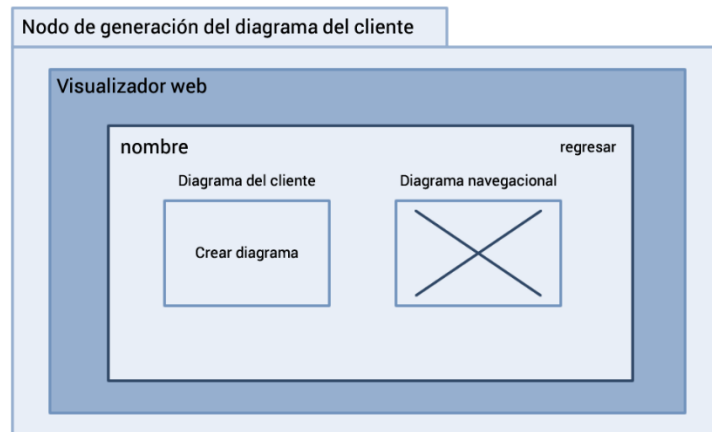 Nodo de generación del diagrama del cliente
Visualizador web
nombre
regresar
Diagrama del cliente
Diagrama navegacional
Crear diagrama